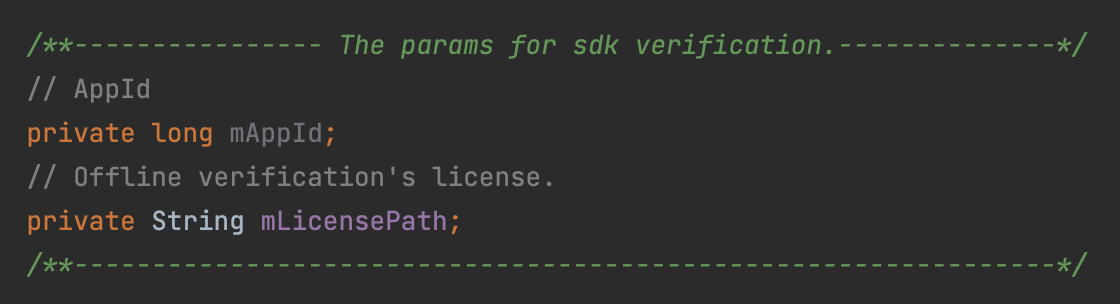 /**---------------- The params for sdk verification.--------------*/
// AppId
private long mAppId;
// Offline verification's license.
private String mLicensePath;
/**---------------------------------------------------------------*/